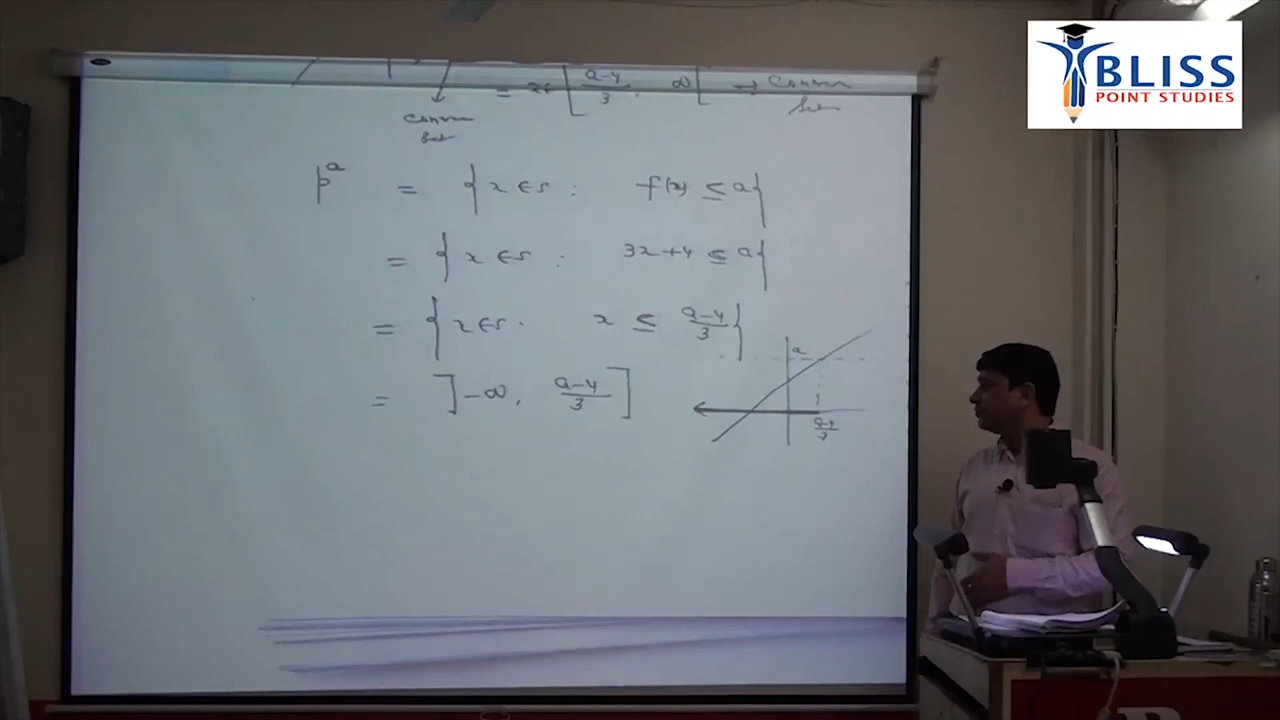 BLISS
POINT STUDIES
= x ∈ [ a-4/3 , ∞ [ → Convex Set
Convex Set
P^a = { x ∈ S : f(x) ≤ a }
= { x ∈ S : 3x+4 ≤ a }
= { x ∈ S . x ≤ a-4/3 }
= ] -∞ , a-4/3 ]
a
a-4/3